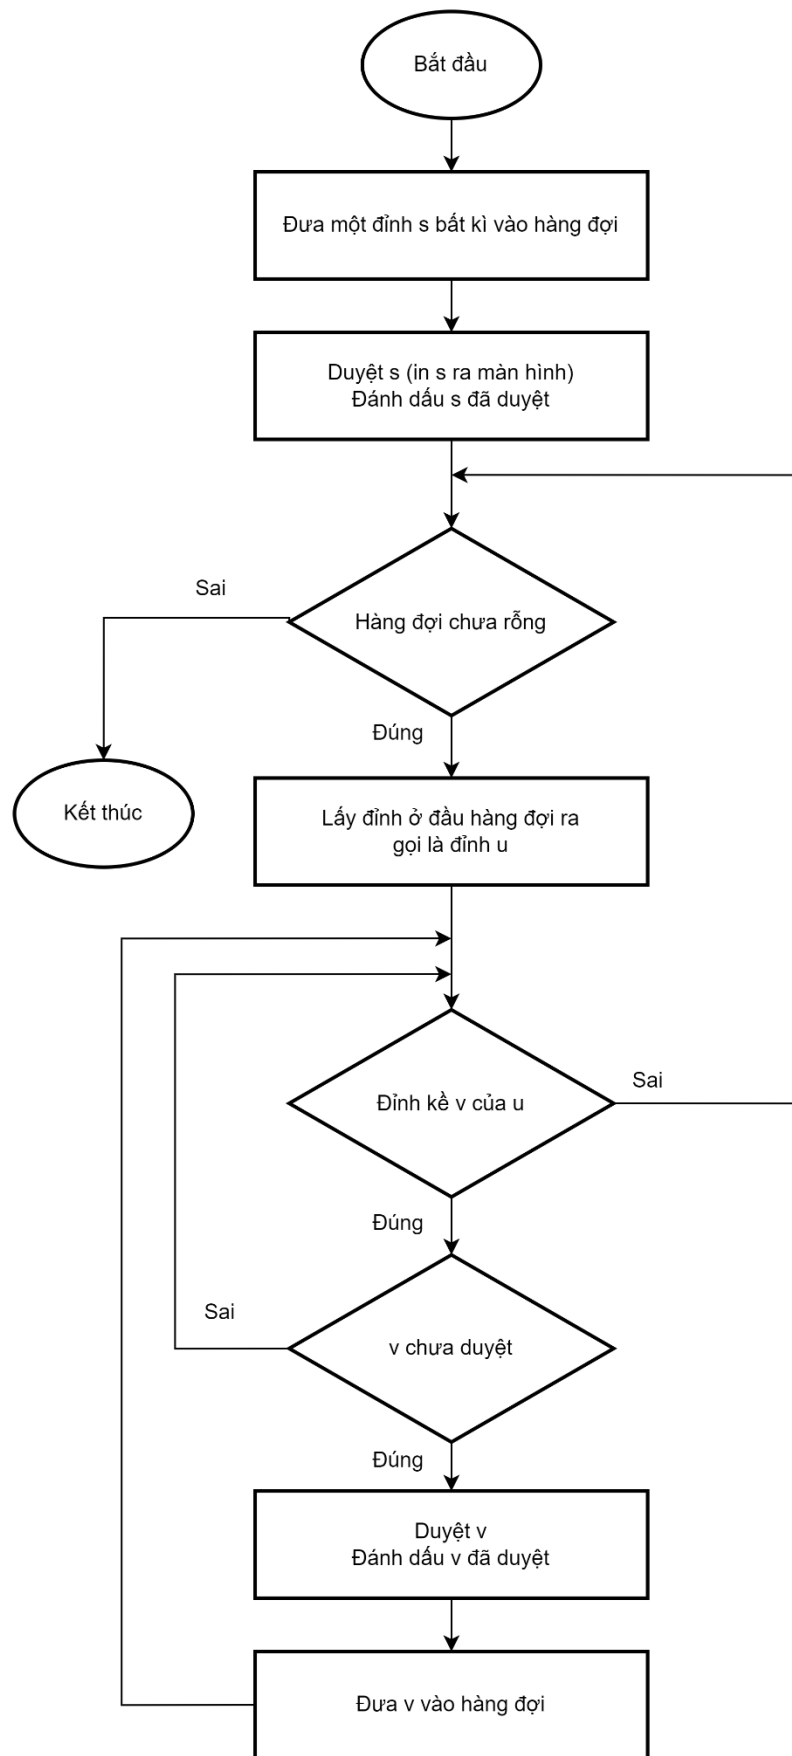 Bắt đầu
Đưa một đỉnh s bất kì vào hàng đợi
Duyệt s (in s ra màn hình)
Đánh dấu s đã duyệt
Sai
Hàng đợi chưa rỗng
Đúng
Kết thúc
Lấy đỉnh ở đầu hàng đợi ra
gọi là đỉnh u
Sai
Đỉnh kề v của u
Đúng
Sai
v chưa duyệt
Đúng
Duyệt v
Đánh dấu v đã duyệt
Đưa v vào hàng đợi